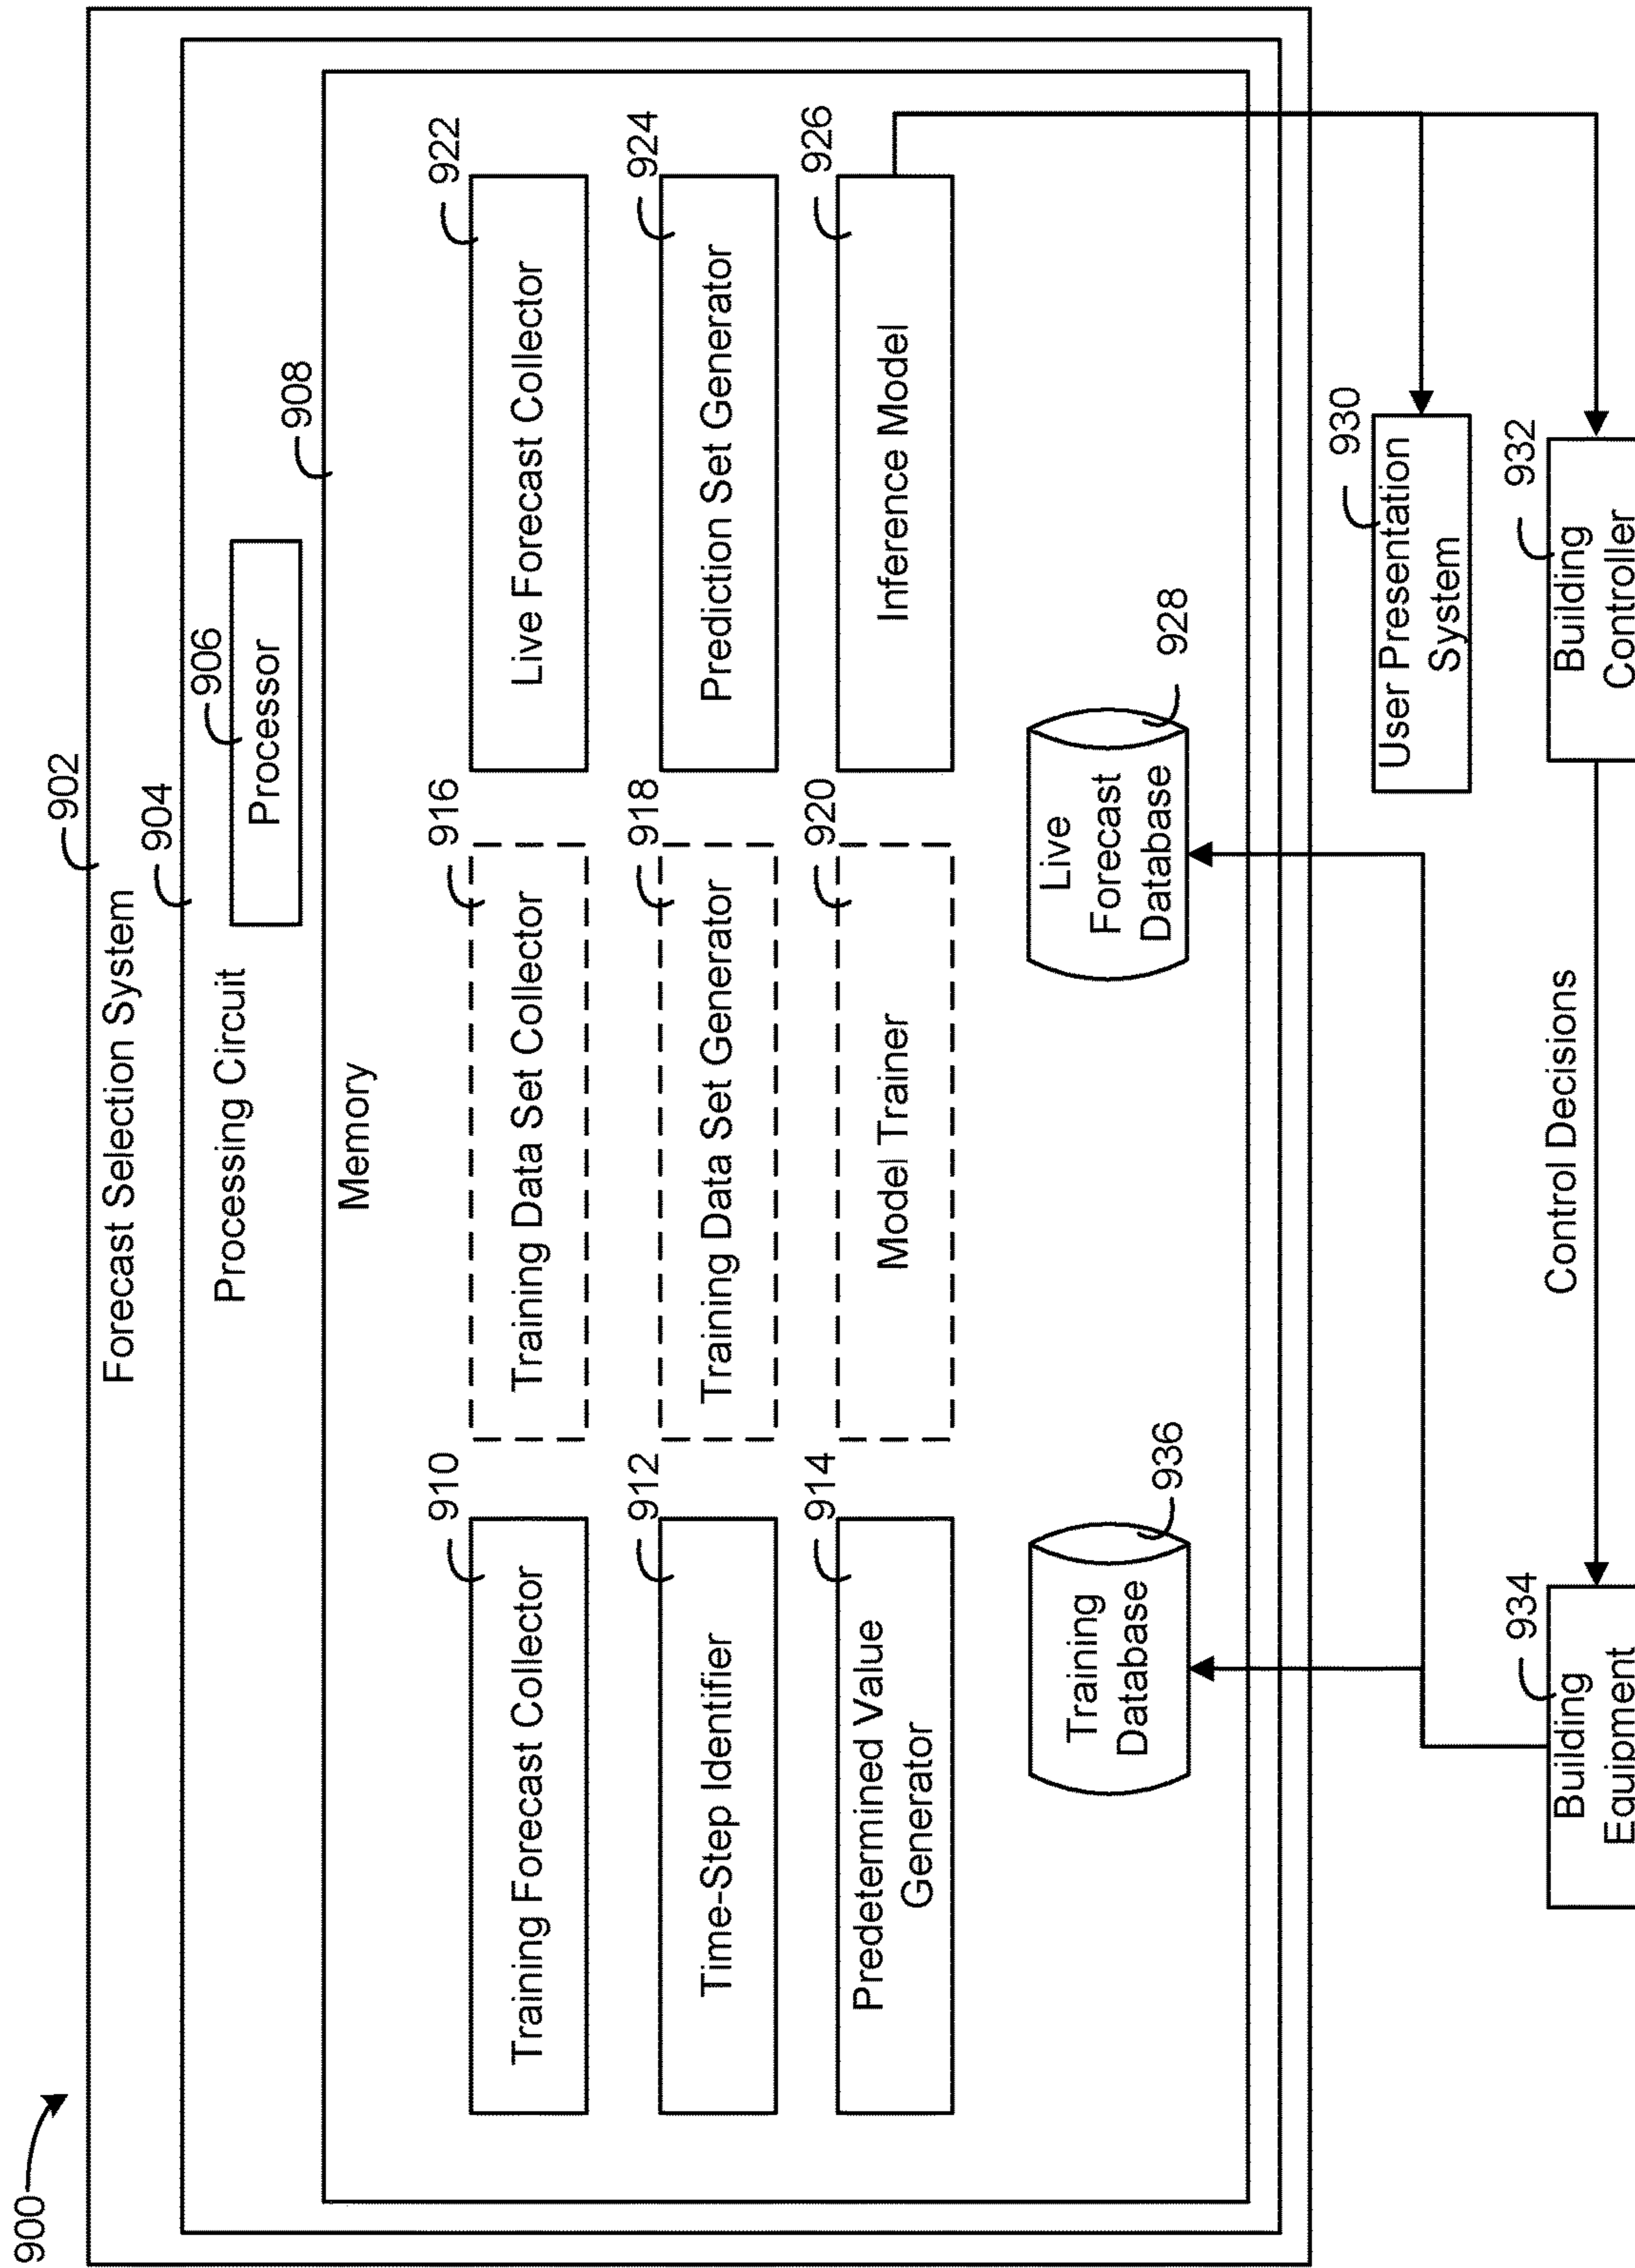 900
902
Forecast Selection System
904
Processing Circuit
906
Processor
908
Memory
910
Training Forecast Collector
916
Training Data Set Collector
922
Live Forecast Collector
912
Time-Step Identifier
918
Training Data Set Generator
924
Prediction Set Generator
914
Predetermined Value
Generator
920
Model Trainer
926
Inference Model
936
Training
Database
928
Live
Forecast
Database
930
User Presentation
System
934
Building
Equipment
Control Decisions
932
Building
Controller